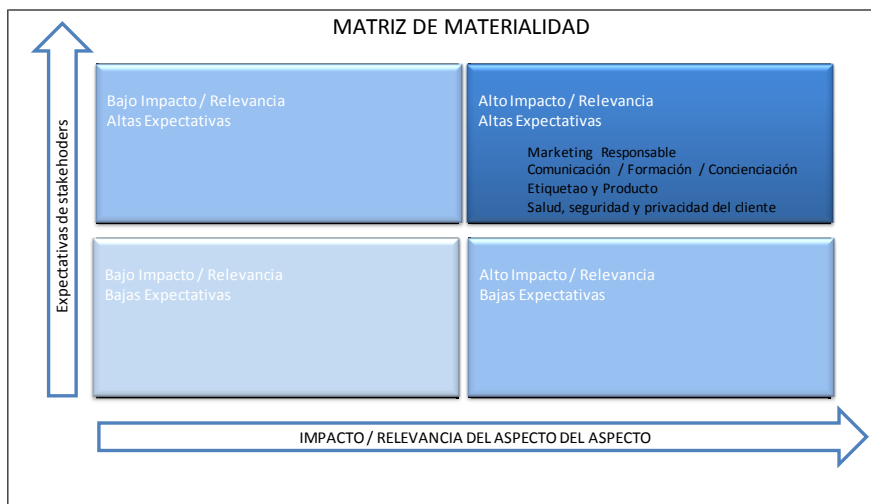 MATRIZ DE MATERIALIDAD
Expectativas de stakehoders
Bajo Impacto / Relevancia
Altas Expectativas
Alto Impacto / Relevancia
Altas Expectativas
Marketing Responsable
Comunicación / Formación / Concienciación
Etiquetao y Producto
Salud, seguridad y privacidad del cliente
Bajo Impacto / Relevancia
Bajas Expectativas
Alto Impacto / Relevancia
Bajas Expectativas
IMPACTO / RELEVANCIA DEL ASPECTO DEL ASPECTO